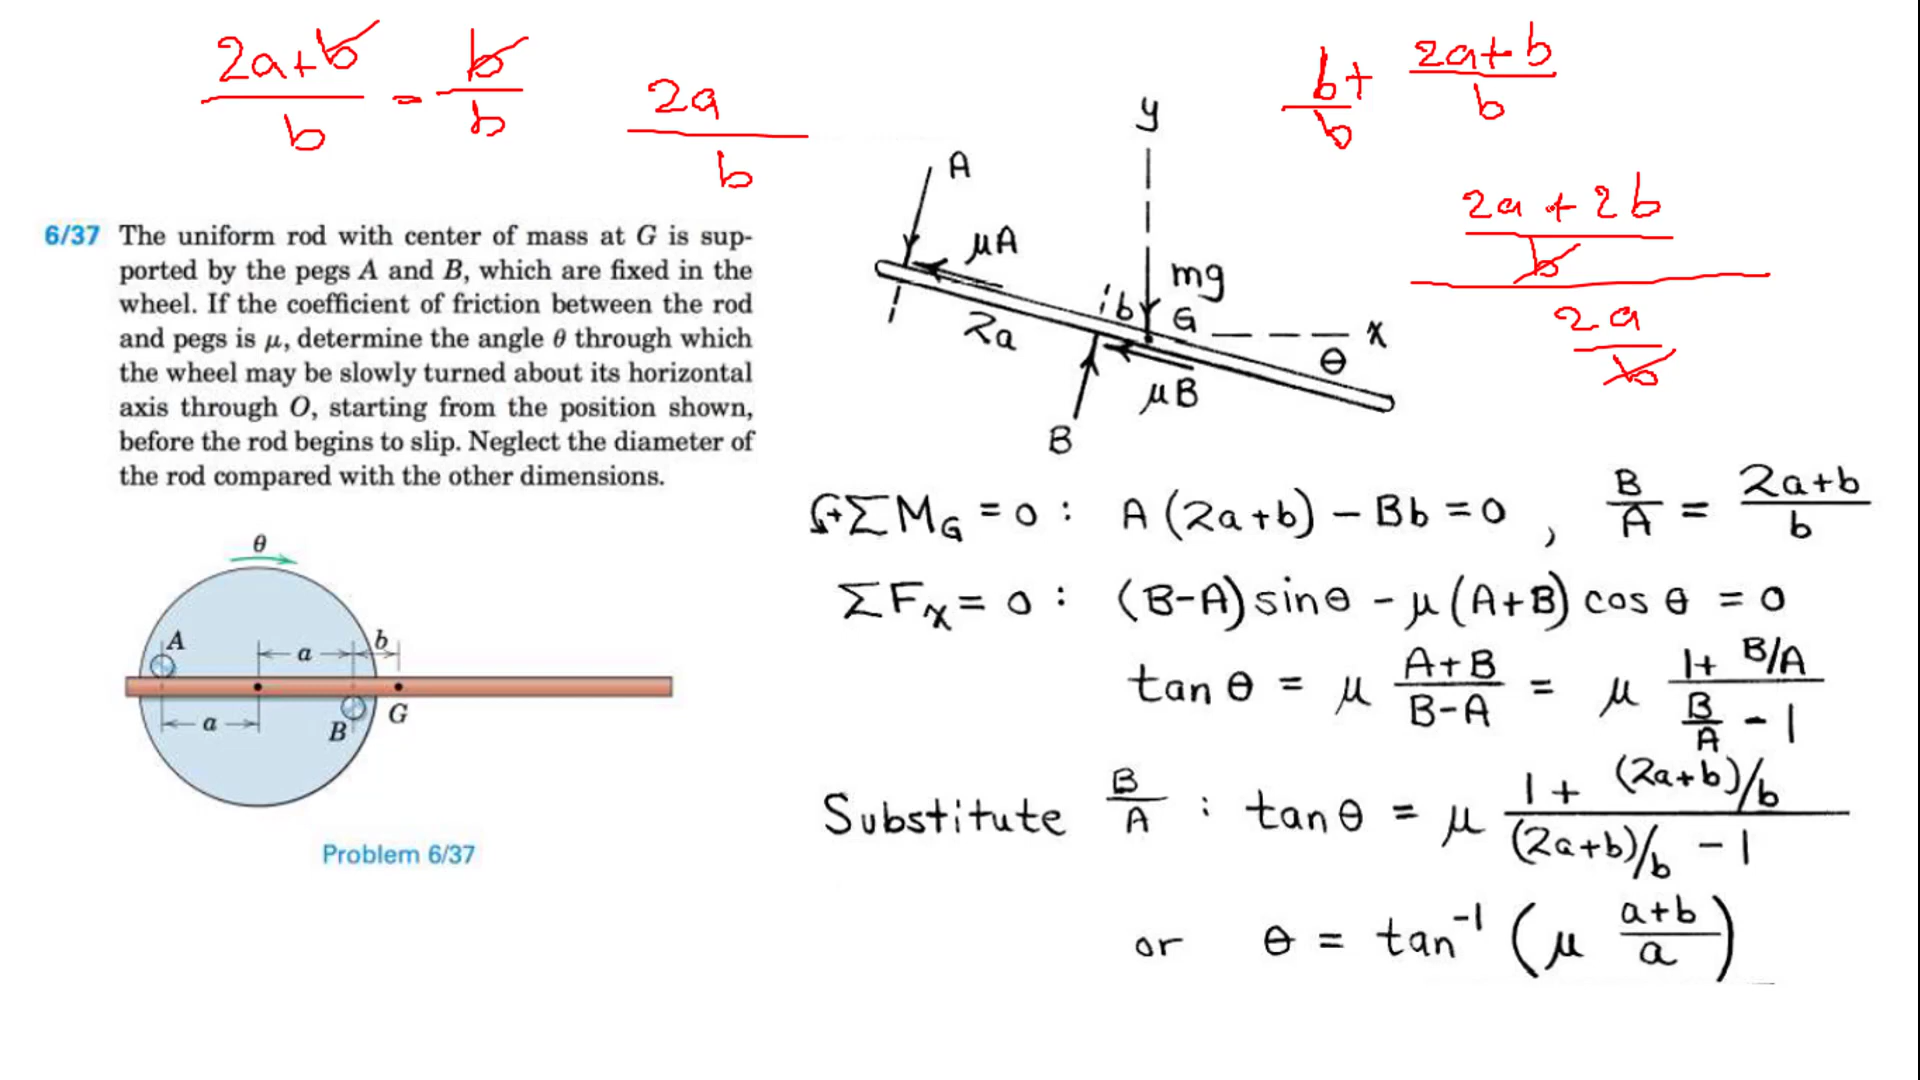 (2a+b)/b - b/b
2a/b
b/b + (2a+b)/b
((2a+2b)/b)/(2a/b)
6/37 The uniform rod with center of mass at G is sup-
ported by the pegs A and B, which are fixed in the
wheel. If the coefficient of friction between the rod
and pegs is μ, determine the angle θ through which
the wheel may be slowly turned about its horizontal
axis through O, starting from the position shown,
before the rod begins to slip. Neglect the diameter of
the rod compared with the other dimensions.
θ
A
a
b
a
B
G
Problem 6/37
y
A
μA
mg
b
G
x
2a
θ
μB
B
↶+ΣM_G = 0 : A(2a+b) - Bb = 0 , B/A = (2a+b)/b
ΣFx = 0 : (B-A) sin θ - μ(A+B) cos θ = 0
tan θ = μ (A+B)/(B-A) = μ (1+ B/A)/(B/A - 1)
Substitute B/A : tan θ = μ (1+ (2a+b)/b)/((2a+b)/b - 1)
or θ = tan⁻¹ (μ (a+b)/a)